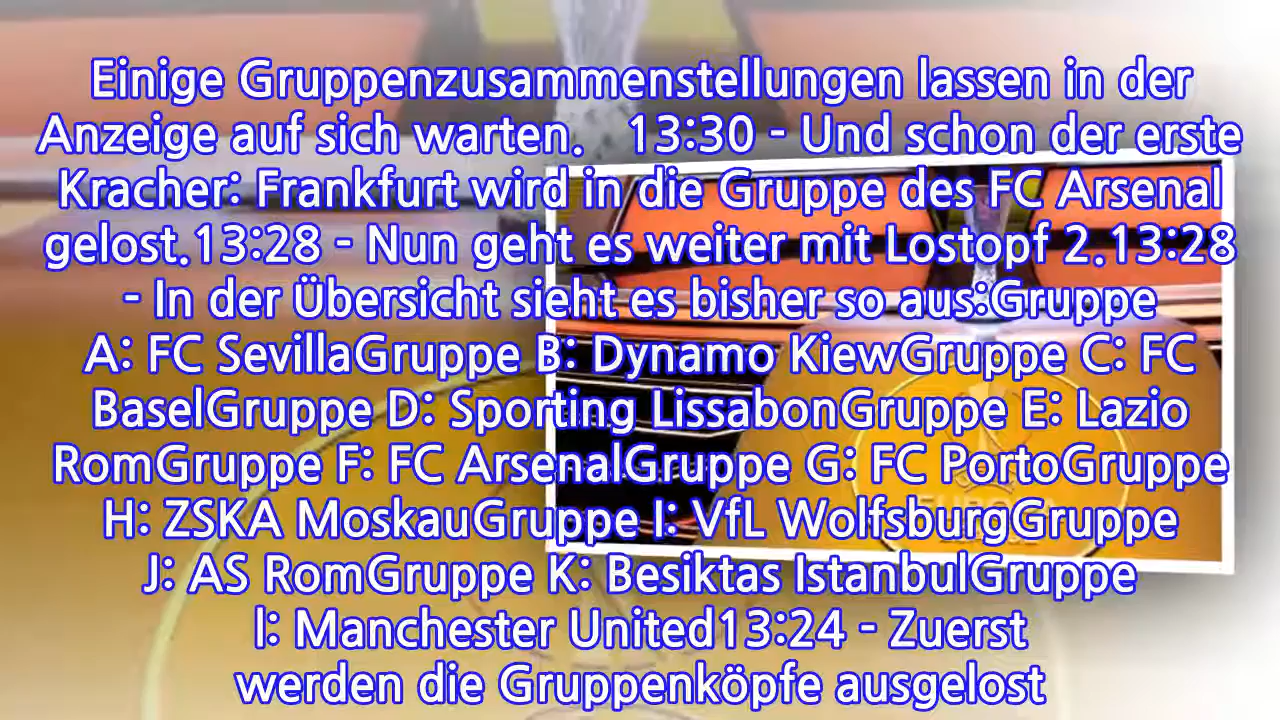 Einige Gruppenzusammenstellungen lassen in der
Anzeige auf sich warten.   13:30 - Und schon der erste
Kracher: Frankfurt wird in die Gruppe des FC Arsenal
gelost.13:28 - Nun geht es weiter mit Lostopf 2.13:28
- In der Übersicht sieht es bisher so aus:Gruppe
A: FC SevillaGruppe B: Dynamo KiewGruppe C: FC
BaselGruppe D: Sporting LissabonGruppe E: Lazio
RomGruppe F: FC ArsenalGruppe G: FC PortoGruppe
H: ZSKA MoskauGruppe I: VfL WolfsburgGruppe
J: AS RomGruppe K: Besiktas IstanbulGruppe
l: Manchester United13:24 - Zuerst
werden die Gruppenköpfe ausgelost